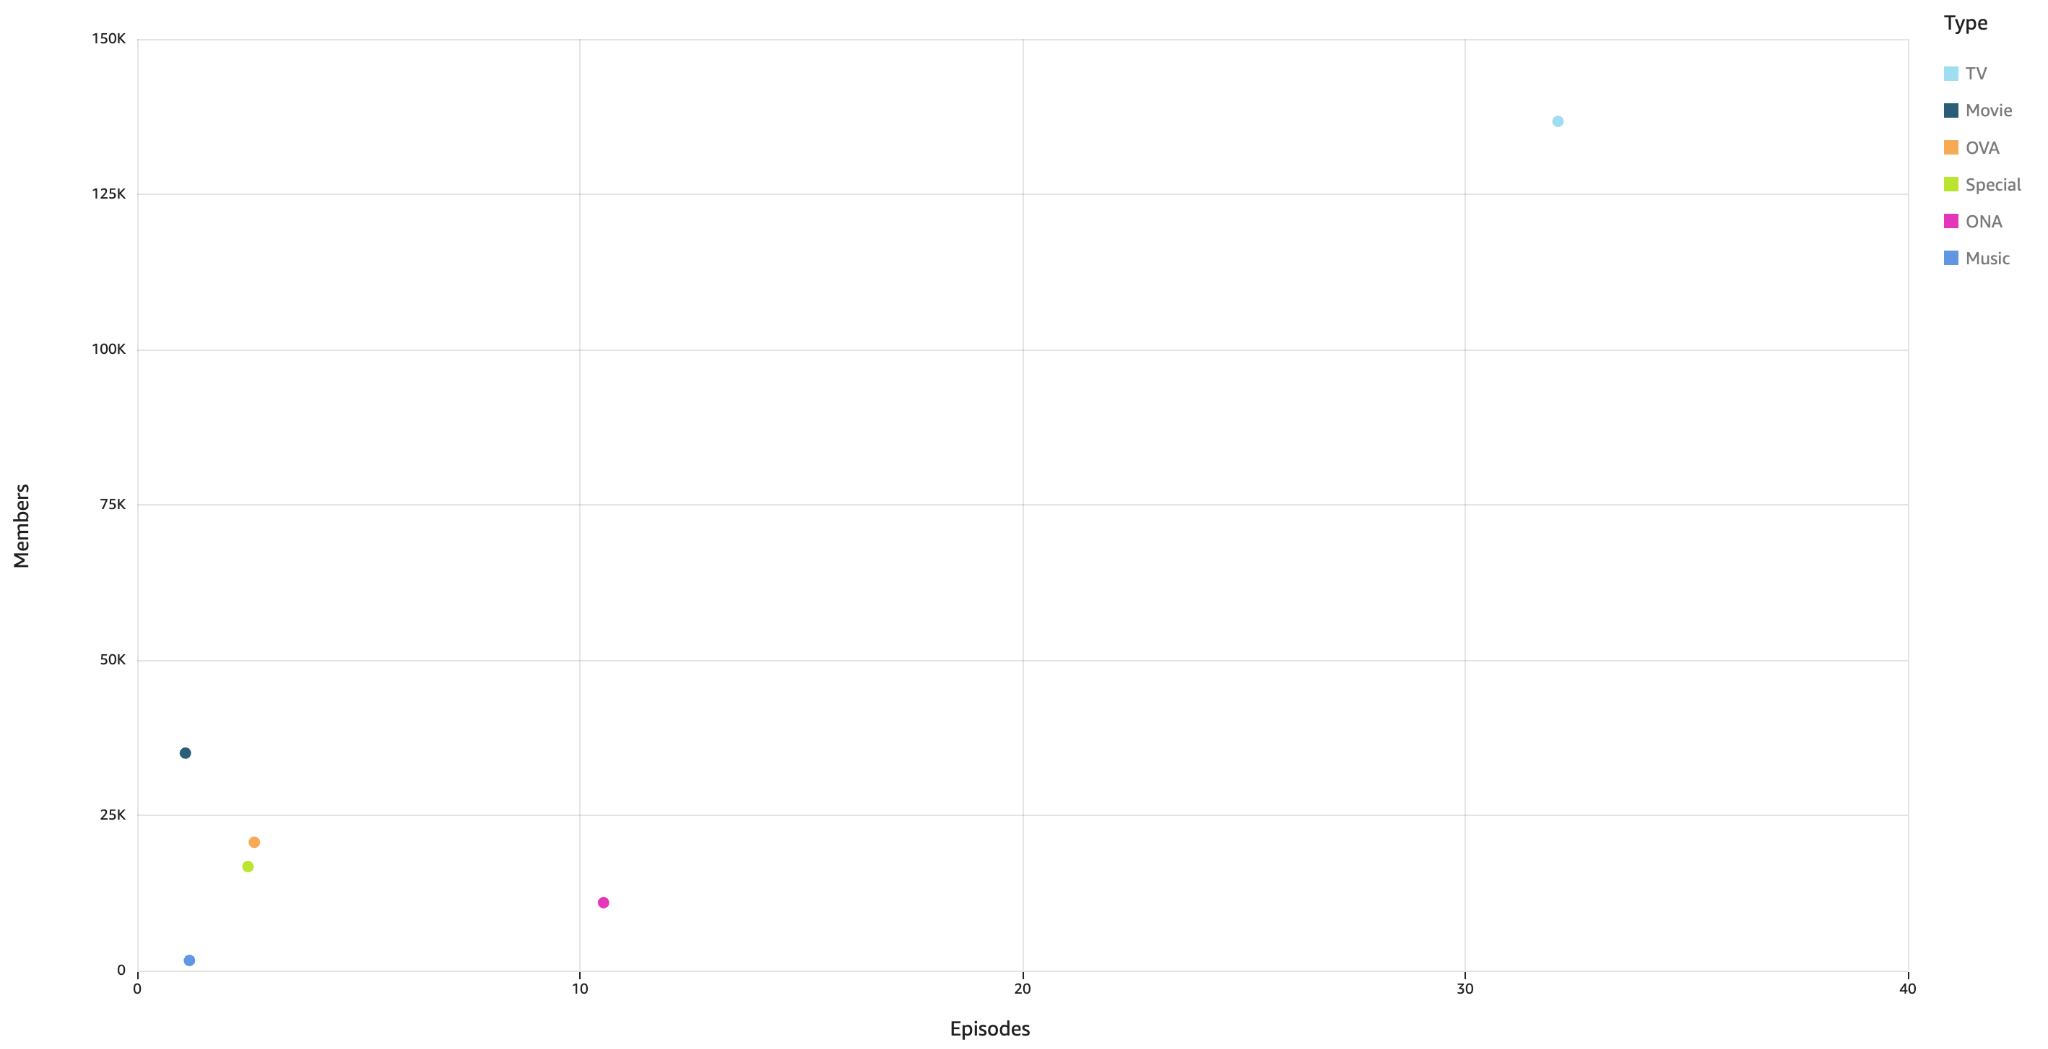 Type
TV
Movie
OVA
Special
ONA
Music
150K
125K
100K
75K
50K
25K
0
Members
0 10 20 30 40
Episodes